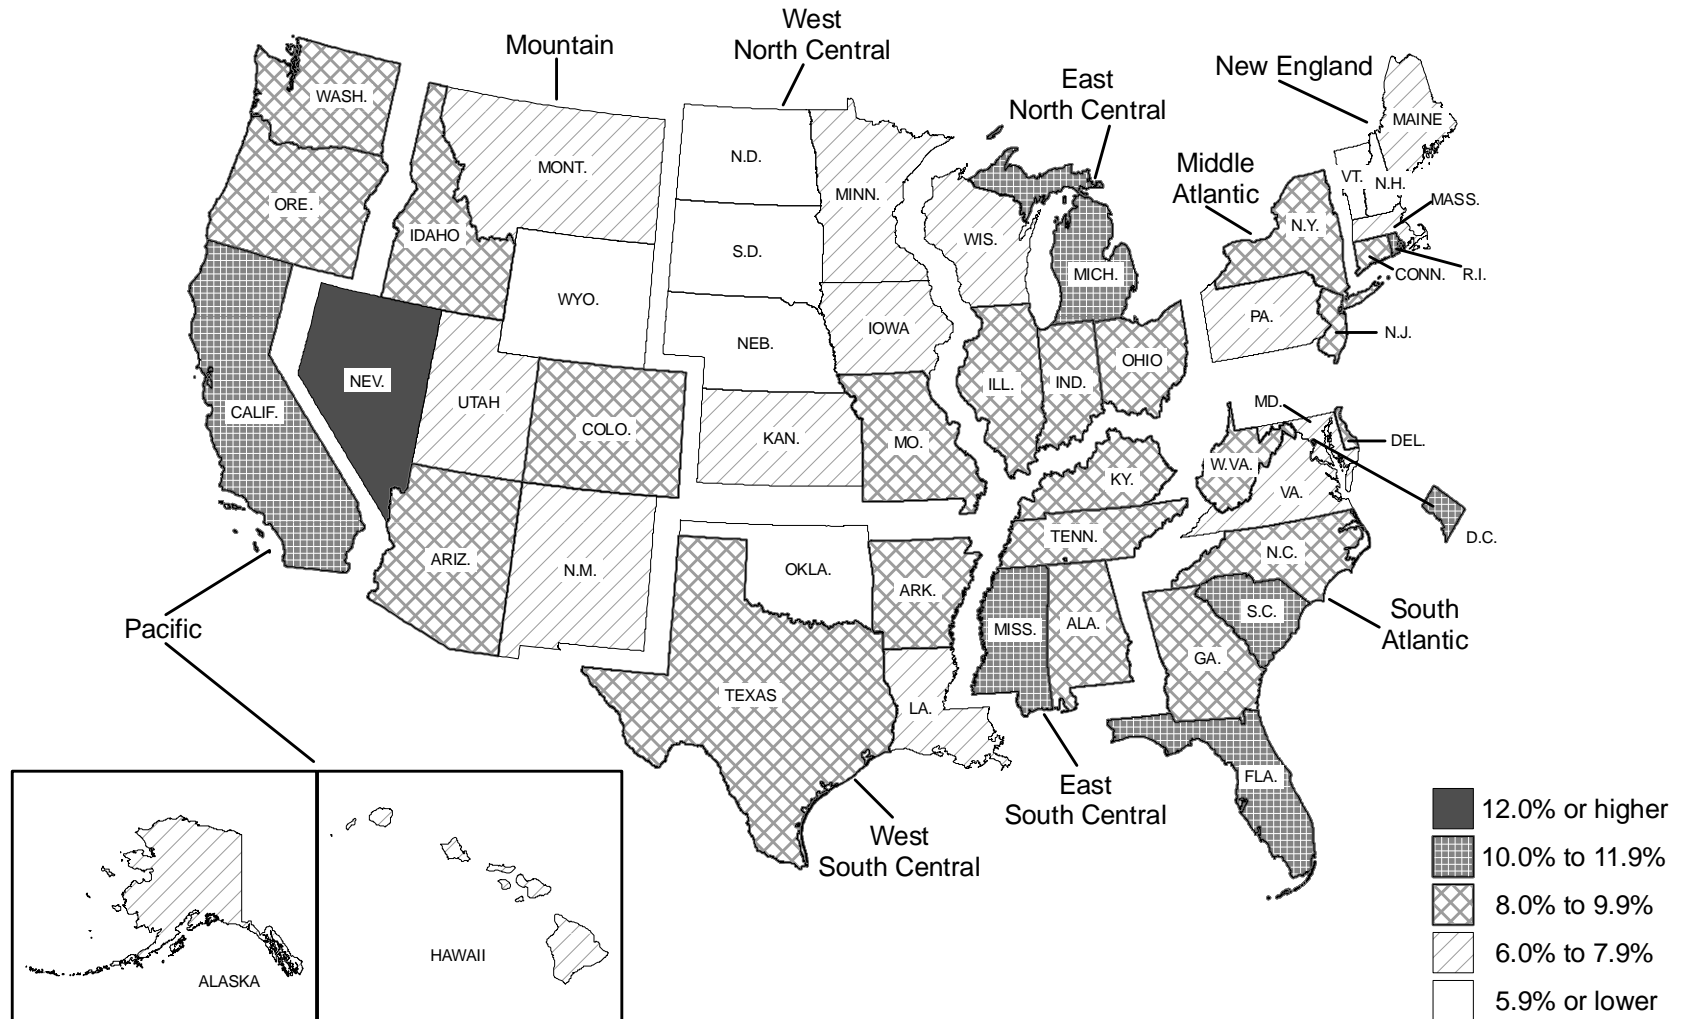 West
North Central
Mountain
East
North Central
New England
WASH.
MAINE
N.D.
MONT.
Middle
Atlantic
VT.
N.H.
MINN.
MASS.
ORE.
N.Y.
IDAHO
WIS.
S.D.
MICH.
CONN.
R.I.
WYO.
PA.
IOWA
N.J.
NEB.
OHIO
NEV.
ILL.
IND.
UTAH
MD.
CALIF.
COLO.
KAN.
MO.
DEL.
W.VA.
KY.
VA.
TENN.
D.C.
N.C.
ARIZ.
N.M.
OKLA.
ARK.
S.C.
South
Atlantic
Pacific
MISS.
ALA.
GA.
TEXAS
LA.
FLA.
East
South Central
West
South Central
HAWAII
ALASKA
12.0% or higher
10.0% to 11.9%
8.0% to 9.9%
6.0% to 7.9%
5.9% or lower